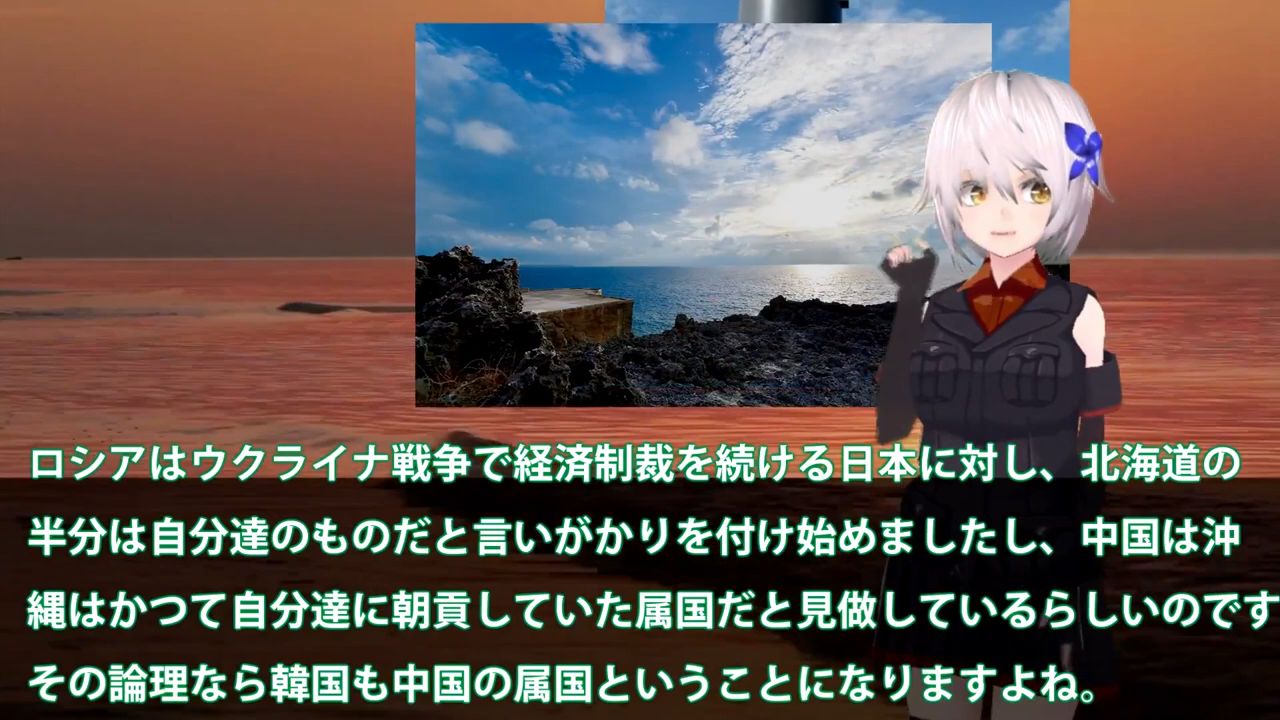 ロシアはウクライナ戦争で経済制裁を続ける日本に対し、北海道の
半分は自分達のものだと言いがかりを付け始めましたし、中国は沖
縄はかつて自分達に朝貢していた属国だと見做しているらしいのです
その論理なら韓国も中国の属国ということになりますよね。